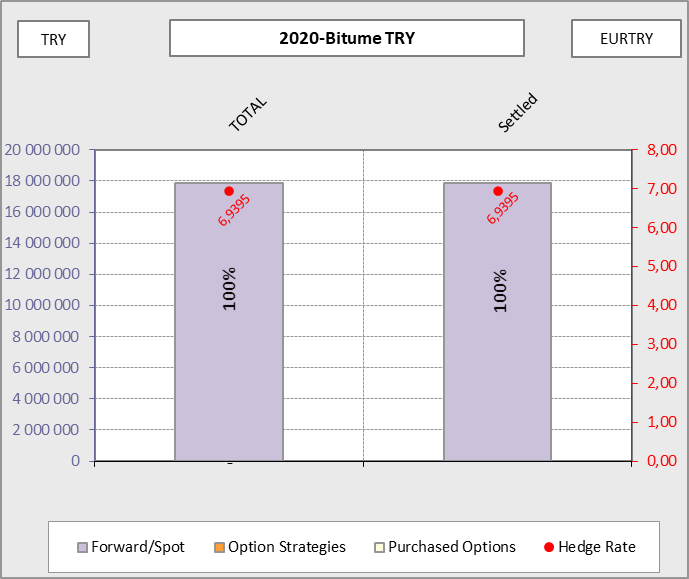 TRY
2020-Bitume TRY
EURTRY
TOTAL
Settled
20 000 000
18 000 000
16 000 000
14 000 000
12 000 000
10 000 000
8 000 000
6 000 000
4 000 000
2 000 000
0
8,00
7,00
6,00
5,00
4,00
3,00
2,00
1,00
0,00
6,9395
6,9395
100%
100%
-
Forward/Spot Option Strategies Purchased Options Hedge Rate